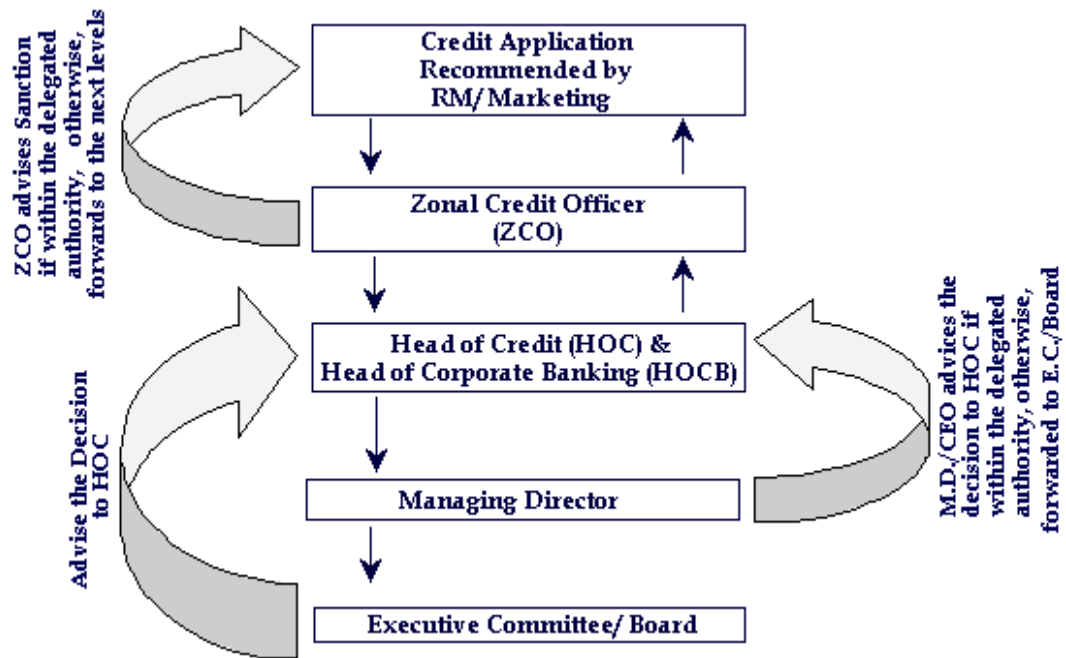 Credit Application
Recommended by
RM/ Marketing
ZCO advises Sanction
if within the delegated
authority, otherwise,
forwards to the next levels
Zonal Credit Officer
(ZCO)
Head of Credit (HOC) &
Head of Corporate Banking (HOCB)
M.D./CEO advices the
decision to HOC if
within the delegated
authority, otherwise,
forwarded to E.C./Board
Advise the Decision
to HOC
Managing Director
Executive Committee/ Board